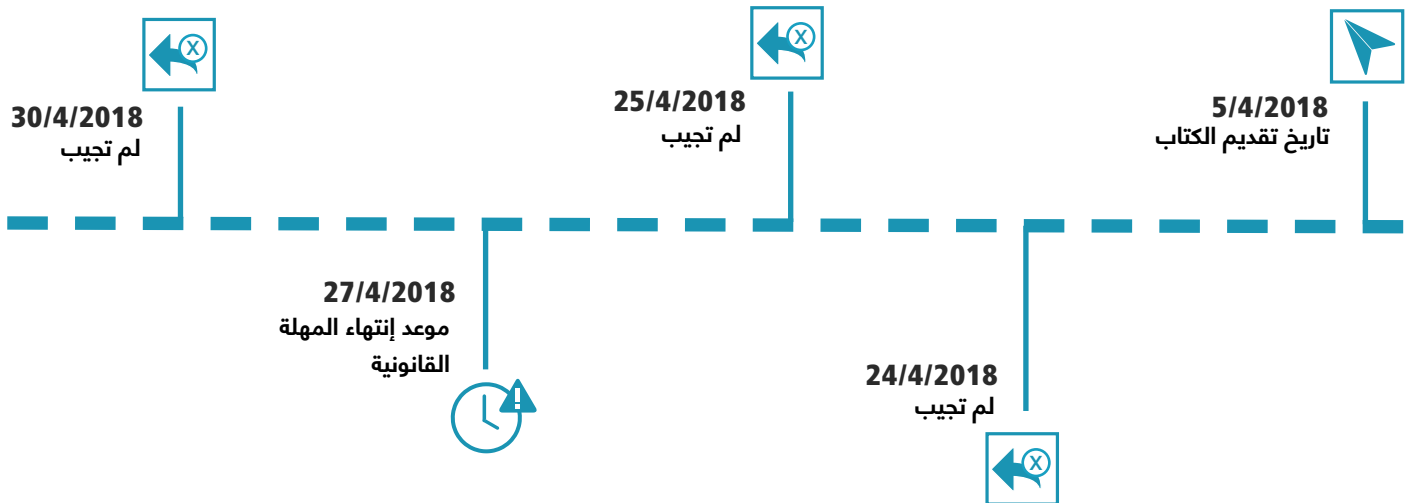 5/4/2018
تاريخ تقديم الكتاب
24/4/2018
لم تجيب
25/4/2018
لم تجيب
27/4/2018
موعد إنتهاء المهلة
القانونية
30/4/2018
لم تجيب
X
X
X